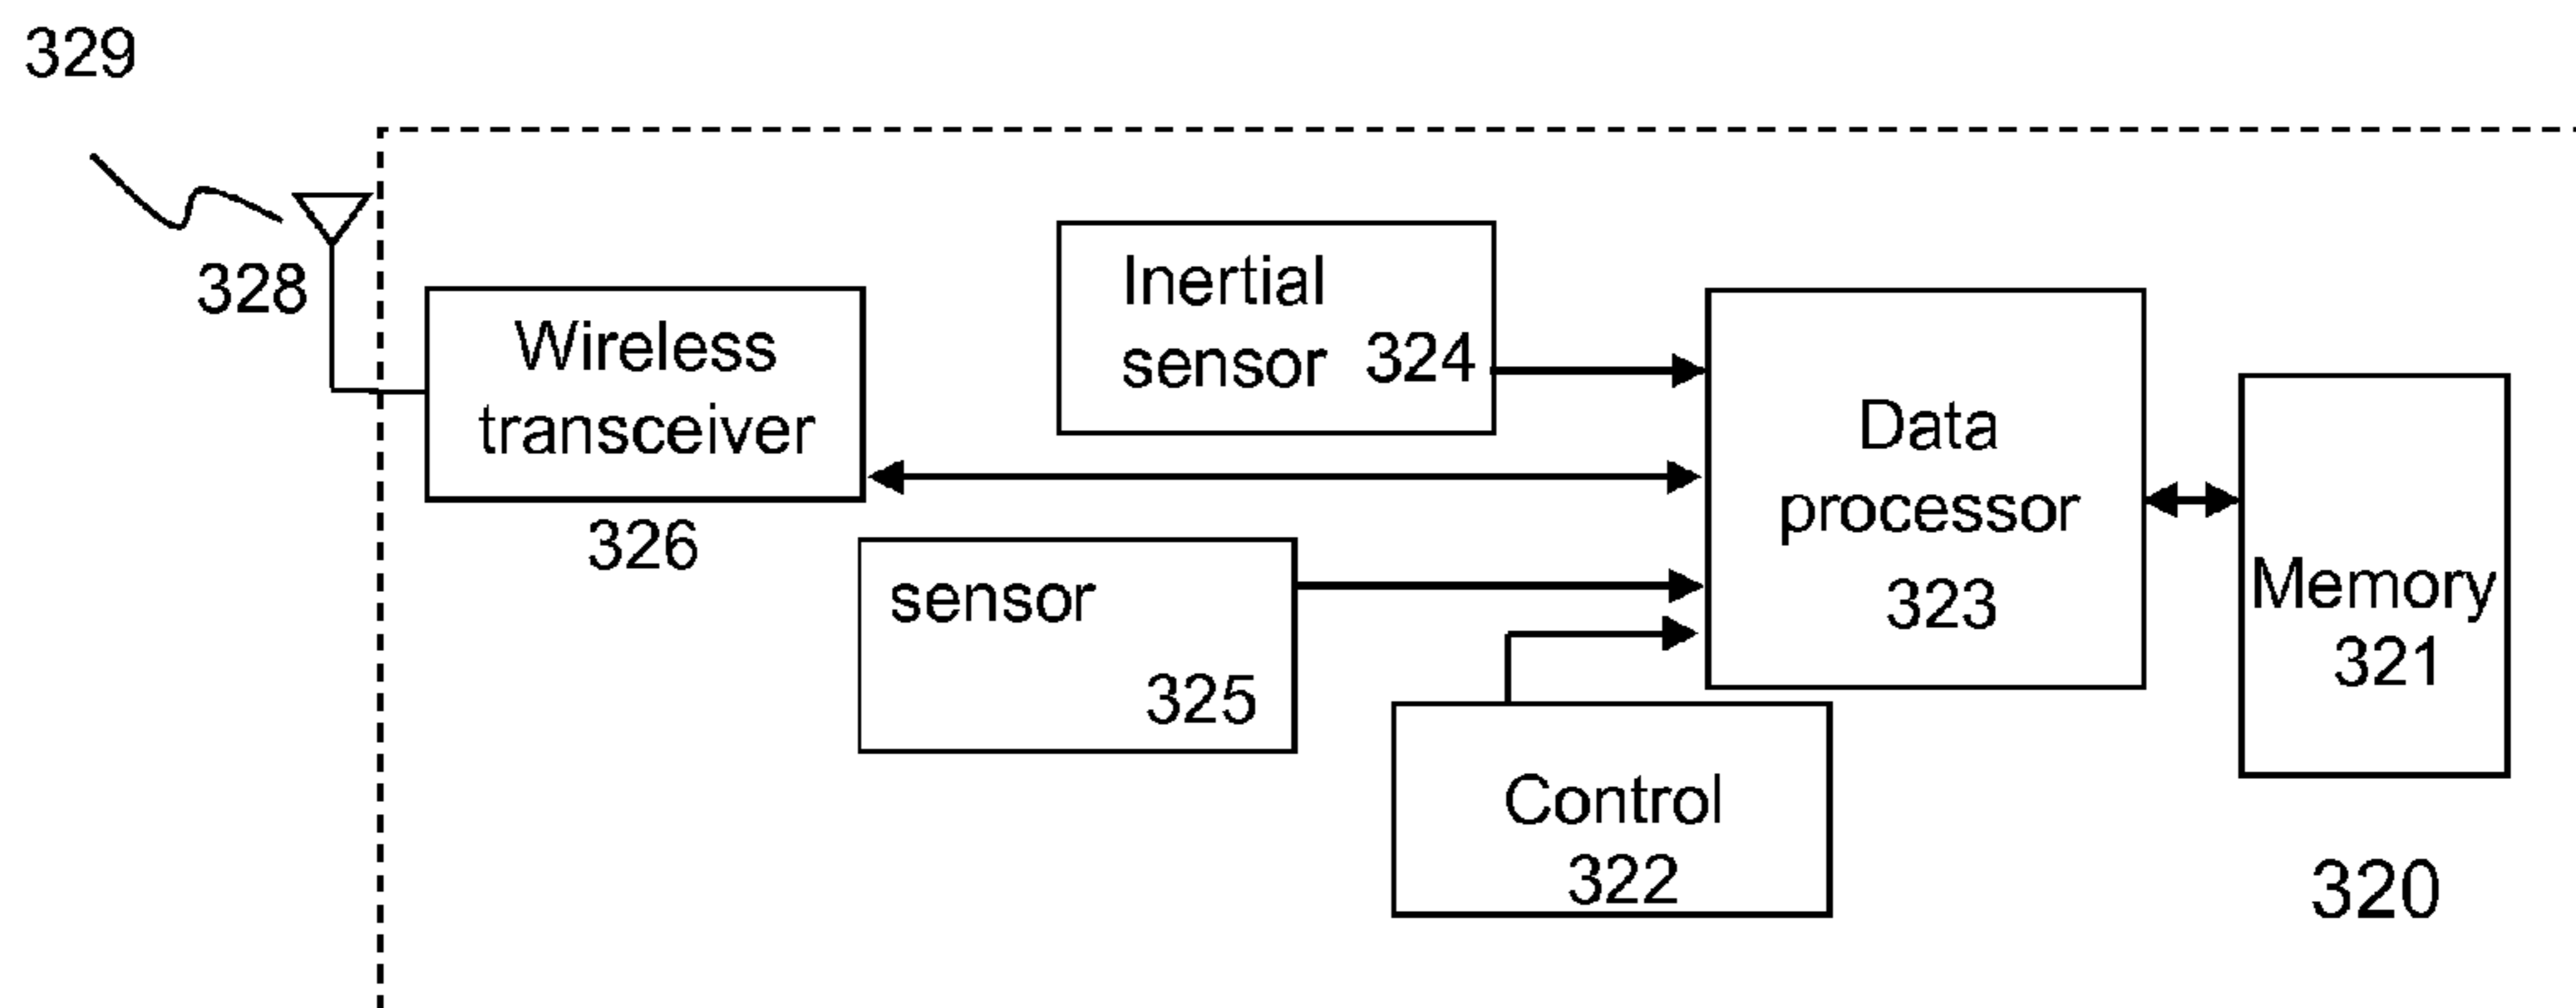 329
328
Wireless
transceiver
326
Inertial
sensor 324
sensor
325
Data
processor
323
Control
322
Memory
321
320